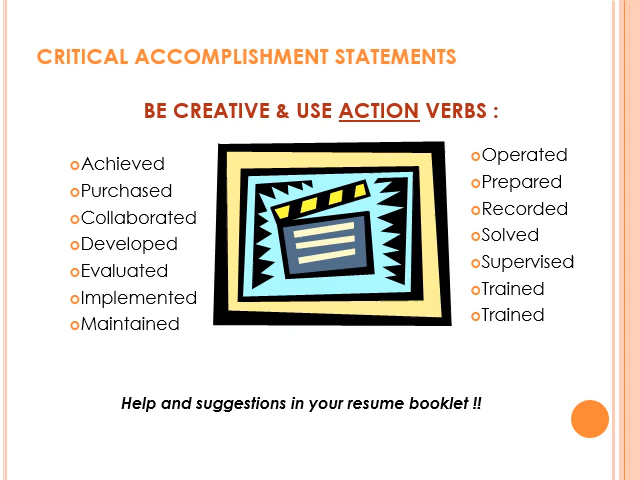 CRITICAL ACCOMPLISHMENT STATEMENTS
BE CREATIVE & USE ACTION VERBS :
Achieved
Purchased
Collaborated
Developed
Evaluated
Implemented
Maintained
Operated
Prepared
Recorded
Solved
Supervised
Trained
Trained
Help and suggestions in your resume booklet !!